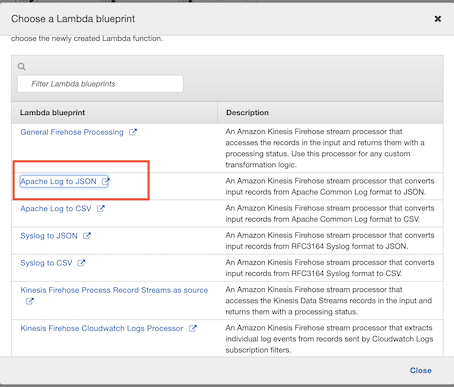 Choose a Lambda blueprint
choose the newly created Lambda function.
Filter Lambda blueprints
Lambda blueprint
Description
General Firehose Processing
An Amazon Kinesis Firehose stream processor that
accesses the records in the input and returns them with a
processing status. Use this processor for any custom
transformation logic.
Apache Log to JSON
An Amazon Kinesis Firehose stream processor that converts
input records from Apache Common Log format to JSON.
Apache Log to CSV
An Amazon Kinesis Firehose stream processor that converts
input records from Apache Common Log format to CSV.
Syslog to JSON
An Amazon Kinesis Firehose stream processor that converts
input records from RFC3164 Syslog format to JSON.
Syslog to CSV
An Amazon Kinesis Firehose stream processor that converts
input records from RFC3164 Syslog format to CSV.
Kinesis Firehose Process Record Streams as source
An Amazon Kinesis Firehose stream processor that
accesses the Kinesis Data Streams records in the input and
returns them with a processing status.
Kinesis Firehose Cloudwatch Logs Processor
An Amazon Kinesis Firehose stream processor that extracts
individual log events from records sent by Cloudwatch Logs
subscription filters.
Close